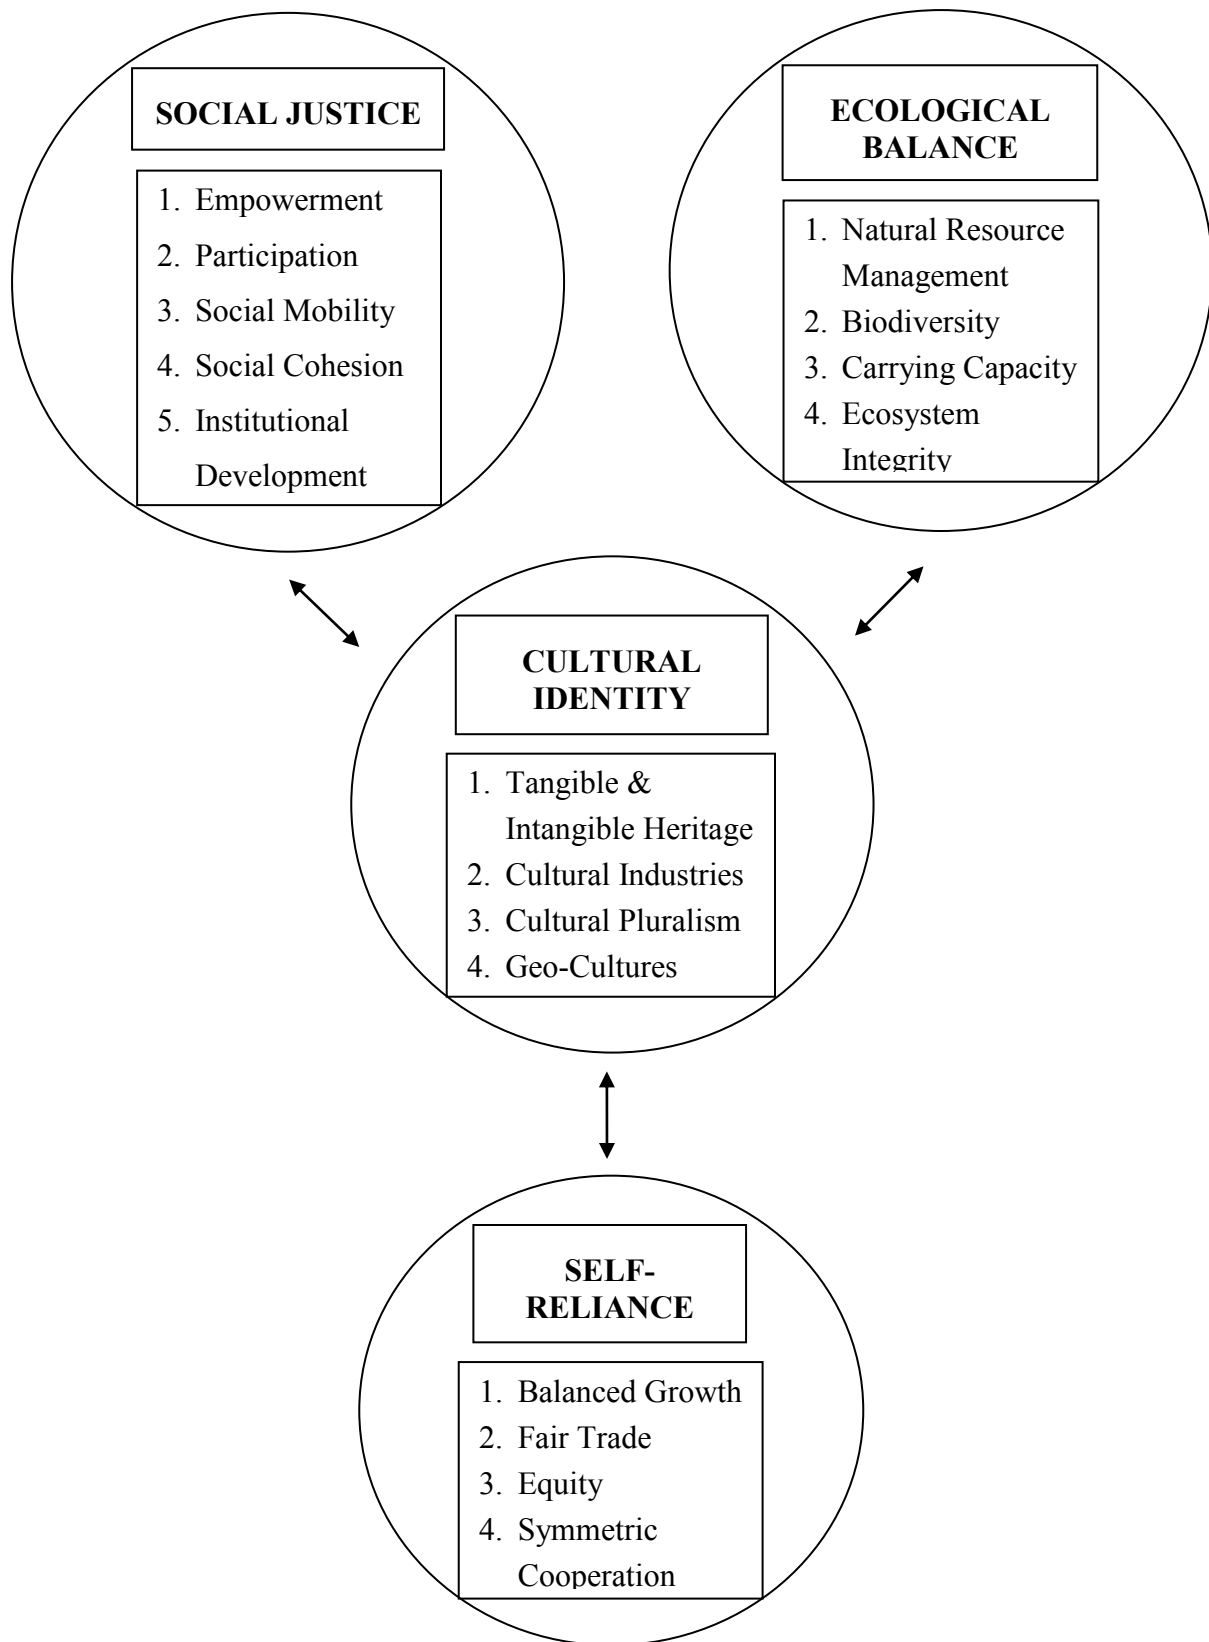 SOCIAL JUSTICE
1. Empowerment
2. Participation
3. Social Mobility
4. Social Cohesion
5. Institutional
Development
ECOLOGICAL
BALANCE
1. Natural Resource
Management
2. Biodiversity
3. Carrying Capacity
4. Ecosystem
Integrity
CULTURAL
IDENTITY
1. Tangible &
Intangible Heritage
2. Cultural Industries
3. Cultural Pluralism
4. Geo-Cultures
SELF-
RELIANCE
1. Balanced Growth
2. Fair Trade
3. Equity
4. Symmetric
Cooperation